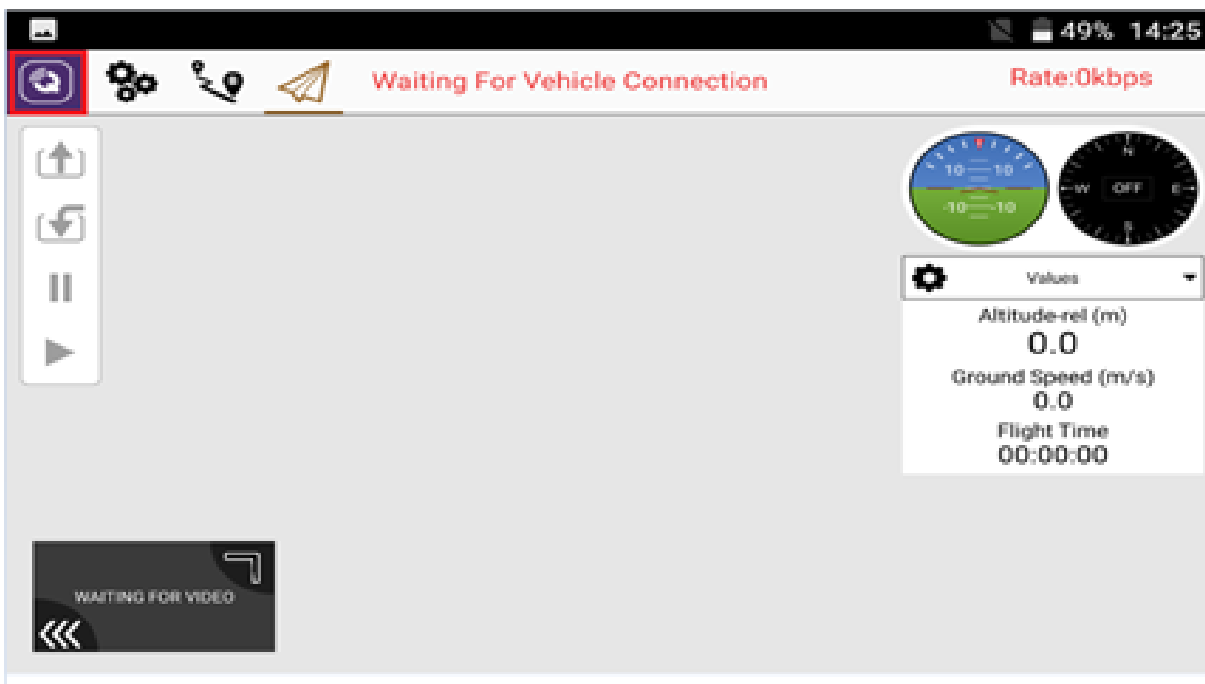 49% 14:25
Waiting For Vehicle Connection
Rate:0kbps
10 10
-10 -10
N
W OFF E
S
Values
Altitude-rel (m)
0.0
Ground Speed (m/s)
0.0
Flight Time
00:00:00
WAITING FOR VIDEO